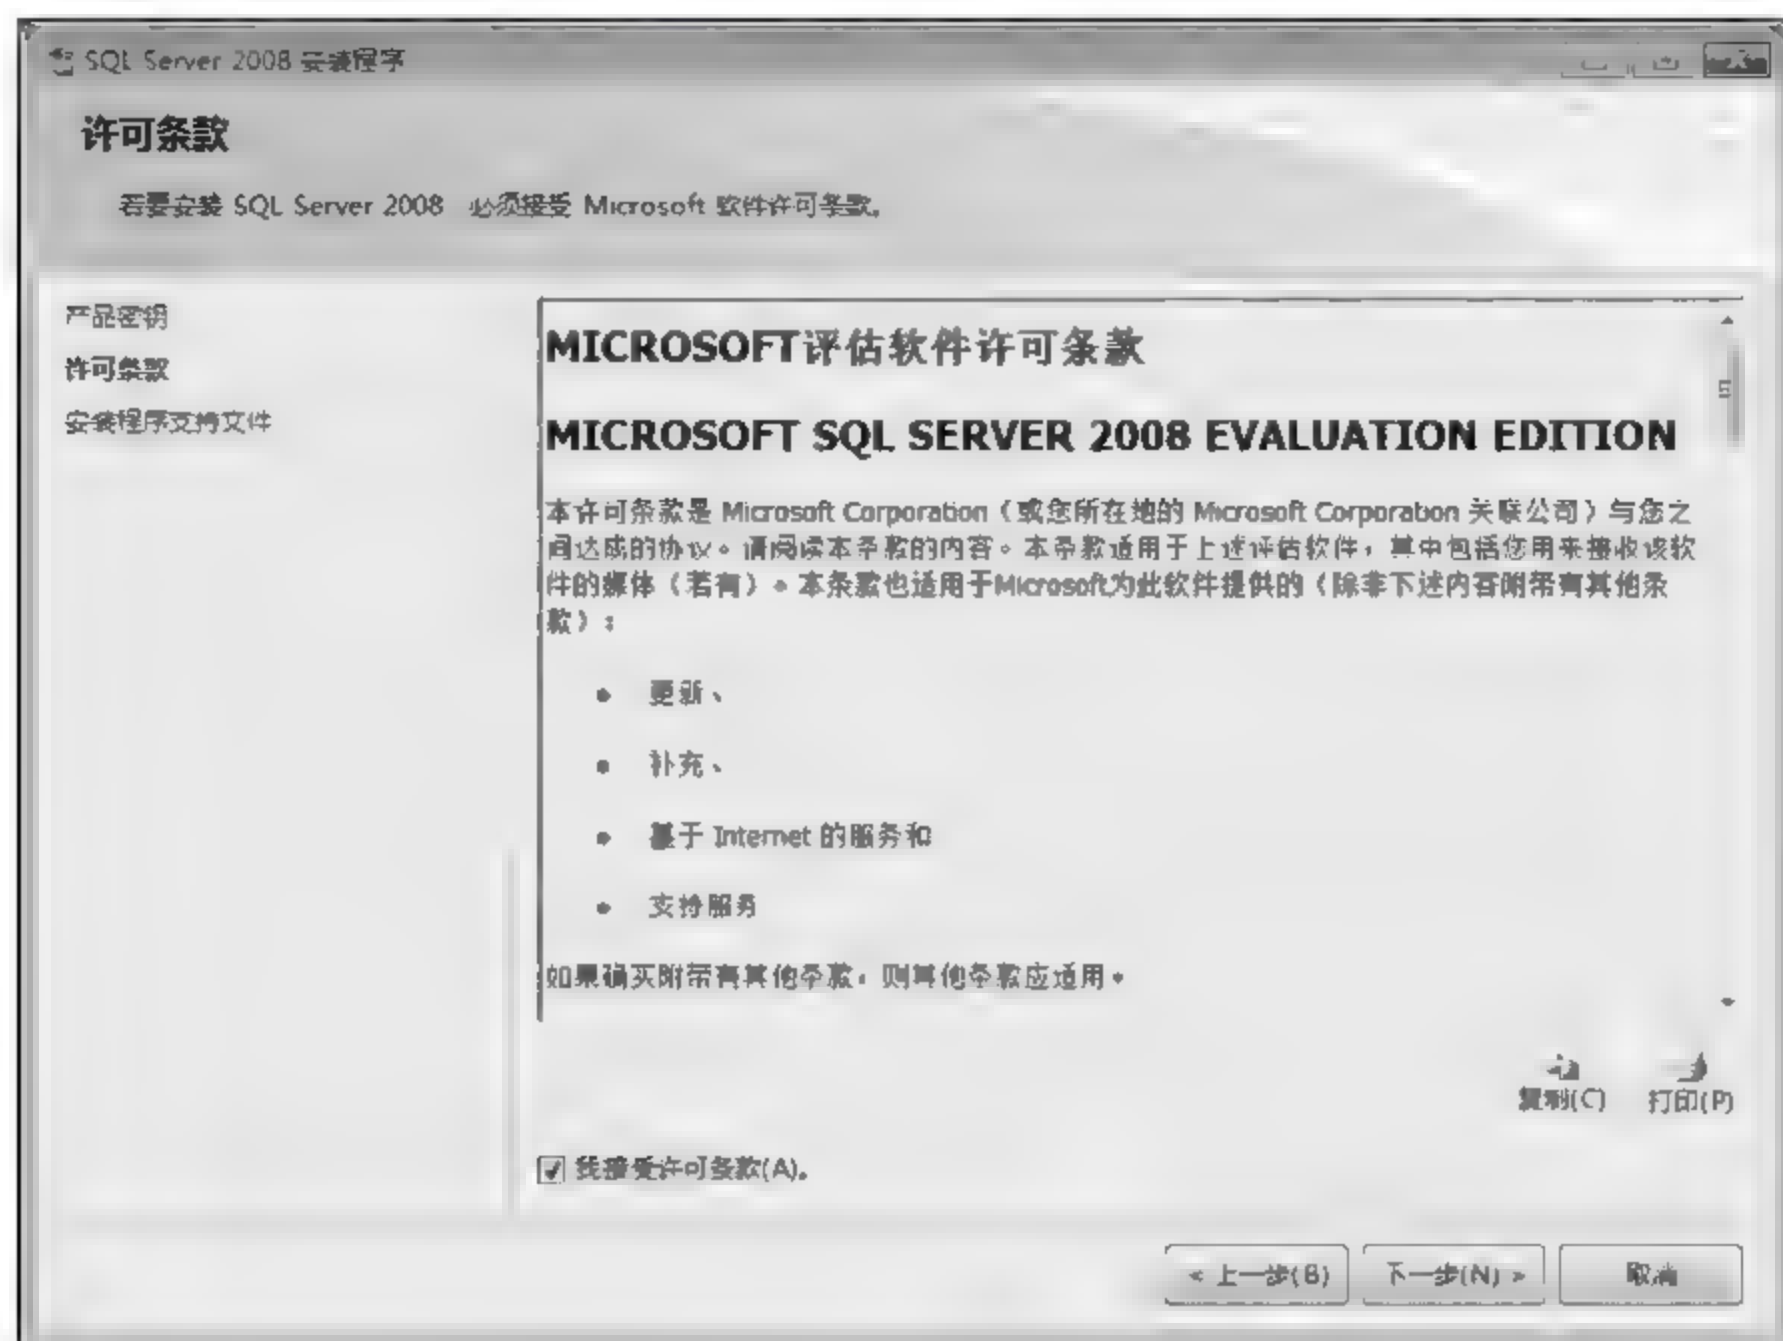 SQL Server 2008 安装程序
许可条款
若要安装 SQL Server 2008 必须接受 Microsoft 软件许可条款。
产品密钥
许可条款
安装程序支持文件
MICROSOFT评估软件许可条款
MICROSOFT SQL SERVER 2008 EVALUATION EDITION
本许可条款是 Microsoft Corporation（或您所在地的 Microsoft Corporation 关联公司）与您之
间达成的协议。请阅读本条款的内容。本条款适用于上述评估软件，其中包括您用来接收该软
件的媒体（若有）。本条款也适用于Microsoft为此软件提供的（除非下述内容附带有其他条
款）：
• 更新、
• 补充、
• 基于 Internet 的服务和
• 支持服务
如果确实附带有其他条款，则其他条款应适用。
复制(C) 打印(P)
我接受许可条款(A)。
< 上一步(B) 下一步(N) > 取消